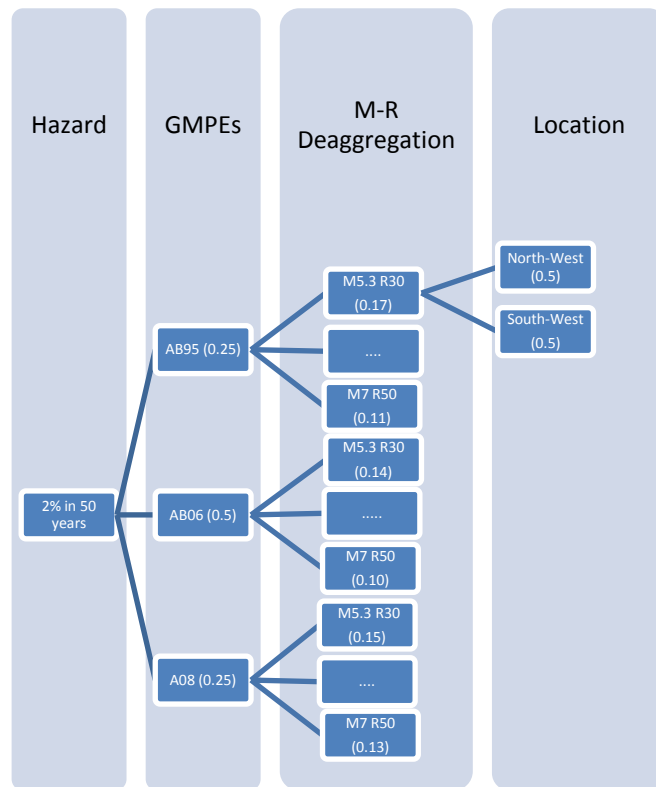 Hazard
GMPEs
M-R
Deaggregation
Location
2% in 50
years
AB95 (0.25)
AB06 (0.5)
A08 (0.25)
M5.3 R30
(0.17)
....
M7 R50
(0.11)
M5.3 R30
(0.14)
.....
M7 R50
(0.10)
M5.3 R30
(0.15)
....
M7 R50
(0.13)
North-West
(0.5)
South-West
(0.5)